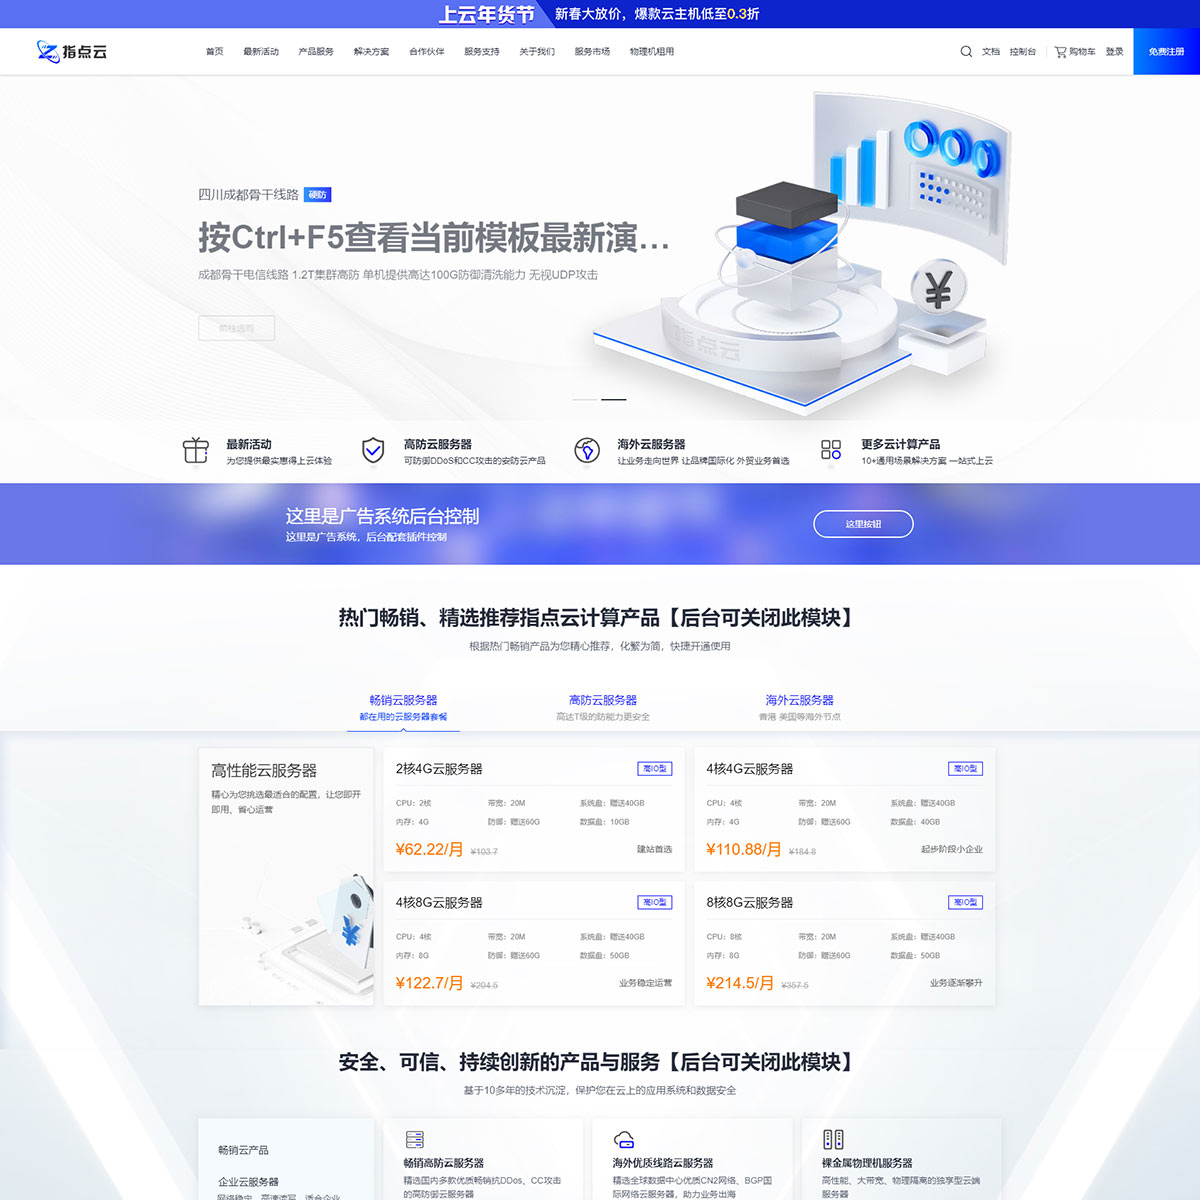 上云年货节 新春大放价，爆款云主机低至0.3折
指点云 首页 最新活动 产品服务 解决方案 合作伙伴 服务支持 关于我们 服务市场 物理机租用 文档 控制台 购物车 登录 免费注册
四川成都骨干线路 硬防
按Ctrl+F5查看当前模板最新演...
成都骨干电信线路 1.2T集群高防 单机提供高达100G防御清洗能力 无视UDP攻击
前往选购
指点云
最新活动 高防云服务器 海外云服务器 更多云计算产品
为您提供最实惠得上云体验 可防御DDoS和CC攻击的安防云产品 让业务走向世界 让品牌国际化 外贸业务首选 10+通用场景解决方案 一站式上云
这里是广告系统后台控制
这里是广告系统，后台配套插件控制
这里按钮
热门畅销、精选推荐指点云计算产品【后台可关闭此模块】
根据热门畅销产品为您精心推荐，化繁为简，快捷开通使用
畅销云服务器 高防云服务器 海外云服务器
都在用的云服务器套餐 高达T级的防能力更安全 香港 美国等海外节点
高性能云服务器
精心为您挑选最适合的配置，让您即开
即用、省心运营
2核4G云服务器 高IO型
CPU：2核 带宽：20M 系统盘：赠送40GB
内存：4G 防御：赠送60G 数据盘：10GB
¥62.22/月 ¥103.7 建站首选
4核4G云服务器 高IO型
CPU：4核 带宽：20M 系统盘：赠送40GB
内存：4G 防御：赠送60G 数据盘：40GB
¥110.88/月 ¥184.8 起步阶段小企业
4核8G云服务器 高IO型
CPU：4核 带宽：20M 系统盘：赠送40GB
内存：8G 防御：赠送60G 数据盘：50GB
¥122.7/月 ¥204.5 业务稳定运营
8核8G云服务器 高IO型
CPU：8核 带宽：20M 系统盘：赠送40GB
内存：8G 防御：赠送60G 数据盘：50GB
¥214.5/月 ¥357.5 业务逐渐攀升
安全、可信、持续创新的产品与服务【后台可关闭此模块】
基于10多年的技术沉淀，保护您在云上的应用系统和数据安全
畅销云产品
企业云服务器
网络稳定、高速读写、适合企业
畅销高防云服务器
精选国内多款优质畅销抗DDos、CC攻击
的高防御云服务器
海外优质线路云服务器
精选全球数据中心优质CN2网络、BGP国
际网络云服务器，助力业务出海
裸金属物理机服务器
高性能、大带宽、物理隔离的独享型云端
服务器